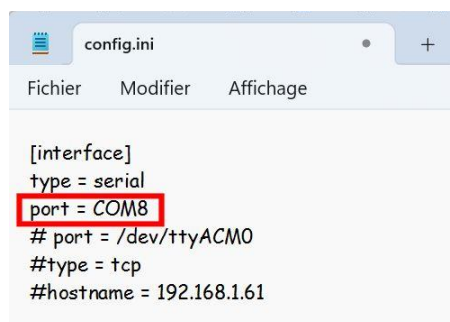 config.ini
+
Fichier Modifier Affichage
[interface]
type = serial
port = COM8
# port = /dev/ttyACM0
#type = tcp
#hostname = 192.168.1.61